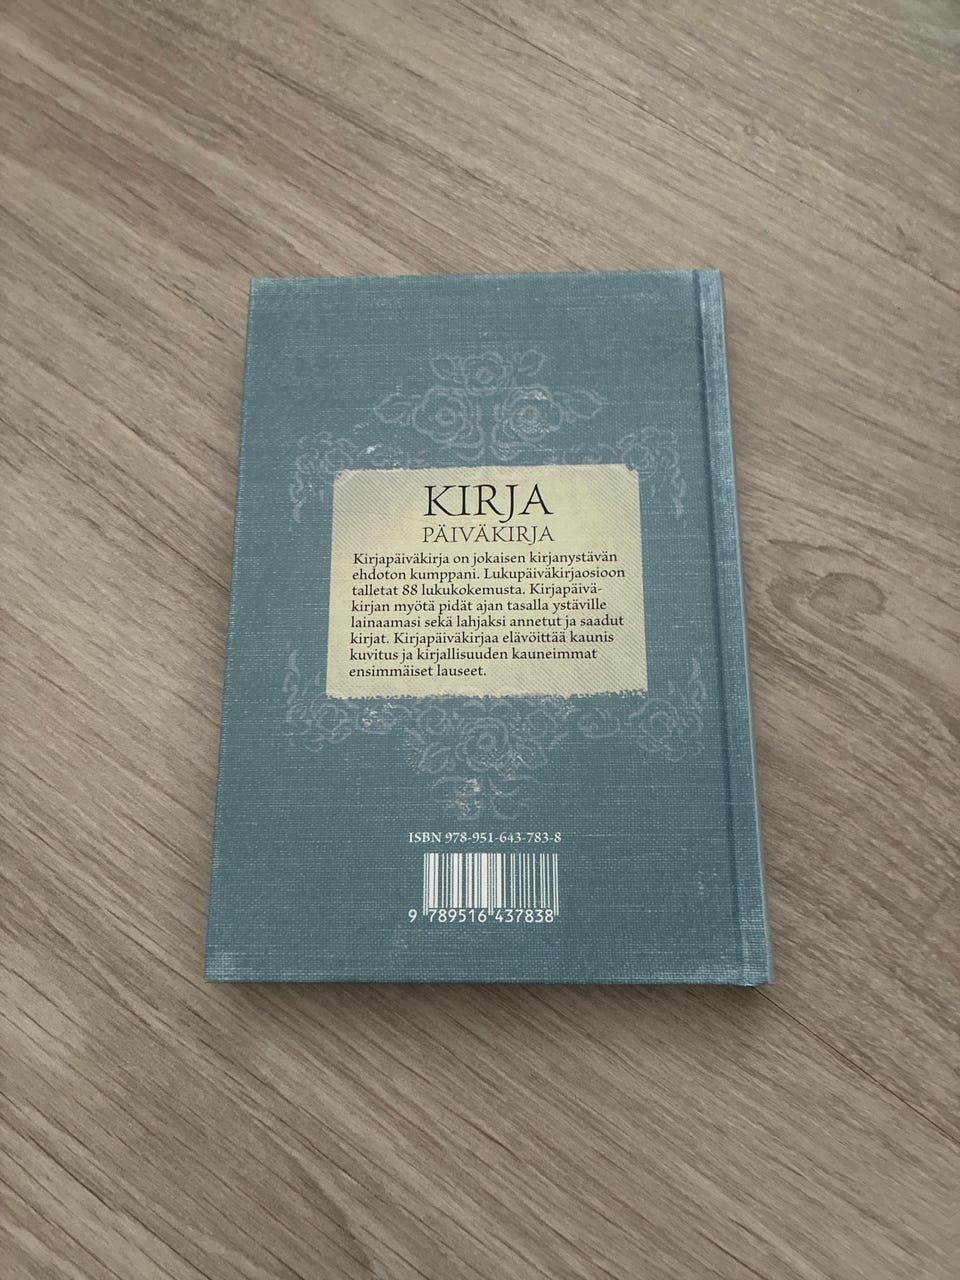 KIRJA
PÄIVÄKIRJA
Kirjapäiväkirja on jokaisen kirjanystävän
ehdoton kumppani. Lukupäiväkirjaosioon
talletat 88 lukukokemusta. Kirjapäivä-
kirjan myötä pidät ajan tasalla ystäville
lainaamasi sekä lahjaksi annetut ja saadut
kirjat. Kirjapäiväkirjaa elävöittää kaunis
kuvitus ja kirjallisuuden kauneimmat
ensimmäiset lauseet.
ISBN 978-951-643-783-8
9 789516 437838